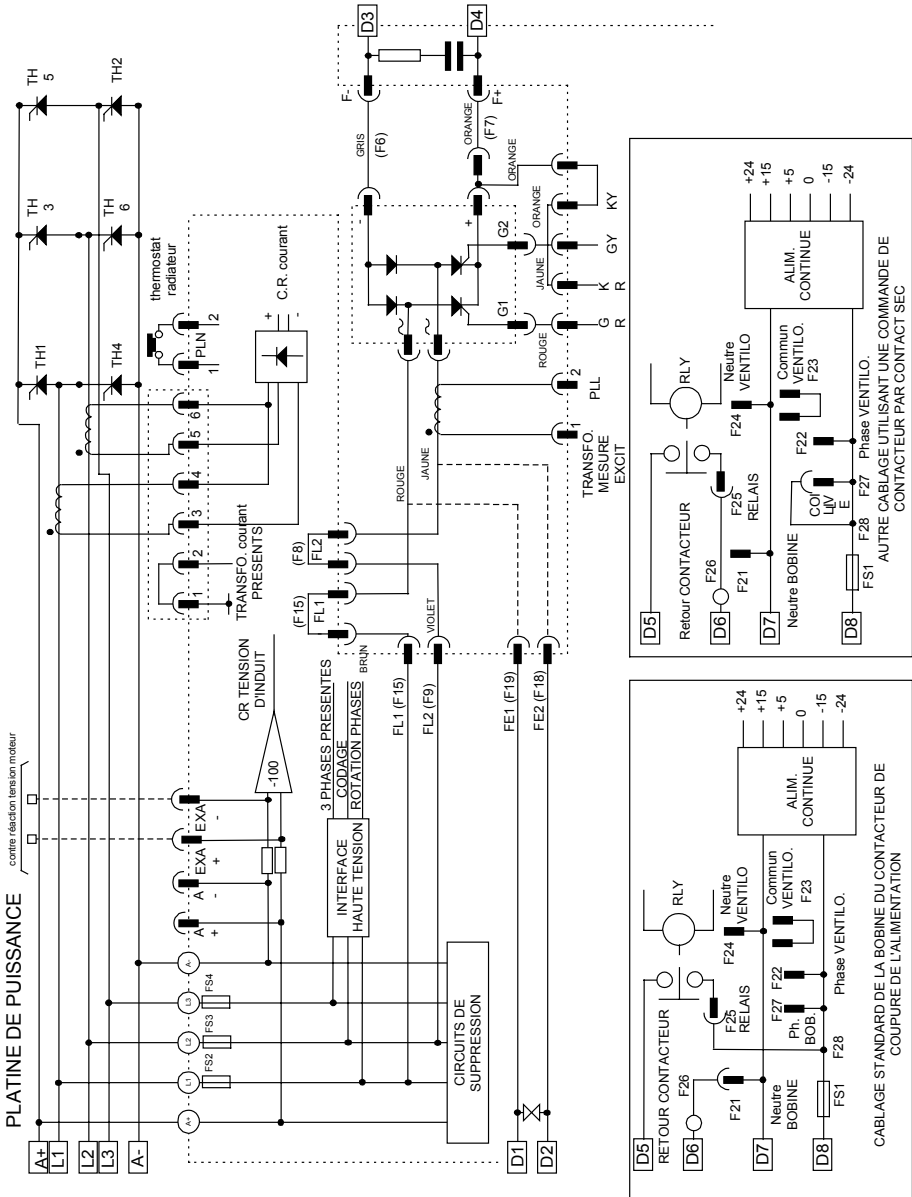 PLATINE DE PUISSANCE
contre réaction tension moteur
A+
L1
L2
L3
A-
TH1
TH
3
TH
5
TH4
TH
6
TH2
A+
L1
L2
L3
A-
FS2
FS3
FS4
A
+
A
-
EXA
+
EXA
-
CR TENSION
D'INDUIT
-100
INTERFACE
HAUTE TENSION
3 PHASES PRESENTES
CODAGE
ROTATION PHASES
CIRCUITS DE
SUPPRESSION
1
2
3
4
5
6
TRANSFO. courant
PRESENTS
thermostat
radiateur
1
PLN
2
C.R. courant
+
-
(F15)
FL1
(F8)
FL2
BRUN
VIOLET
FL1 (F15)
FL2 (F9)
FE1 (F19)
FE2 (F18)
D1
D2
ROUGE
JAUNE
1
2
PLL
TRANSFO.
MESURE
EXCIT
-
+
G1
G2
ROUGE
JAUNE
ORANGE
ORANGE
G
R
K
R
GY
KY
GRIS
(F6)
ORANGE
(F7)
F-
F+
D3
D4
D5
RETOUR CONTACTEUR
D6
F26
F21
D7
Neutre
BOBINE
D8
FS1
F28
F25
RELAIS
RLY
F24
Neutre
VENTILO
Commun
VENTILO.
F23
F22
F27
Ph.
BOB.
Phase VENTILO.
ALIM.
CONTINUE
+24
+15
+5
0
-15
-24
CABLAGE STANDARD DE LA BOBINE DU CONTACTEUR DE
COUPURE DE L'ALIMENTATION
D5
Retour CONTACTEUR
D6
F26
F21
D7
Neutre BOBINE
D8
FS1
F28
F25
RELAIS
RLY
F24
Neutre
VENTILO
Commun
VENTILO.
F23
F22
Phase VENTILO.
F27
COI
LIVE
E
ALIM.
CONTINUE
+24
+15
+5
0
-15
-24
AUTRE CABLAGE UTILISANT UNE COMMANDE DE
CONTACTEUR PAR CONTACT SEC